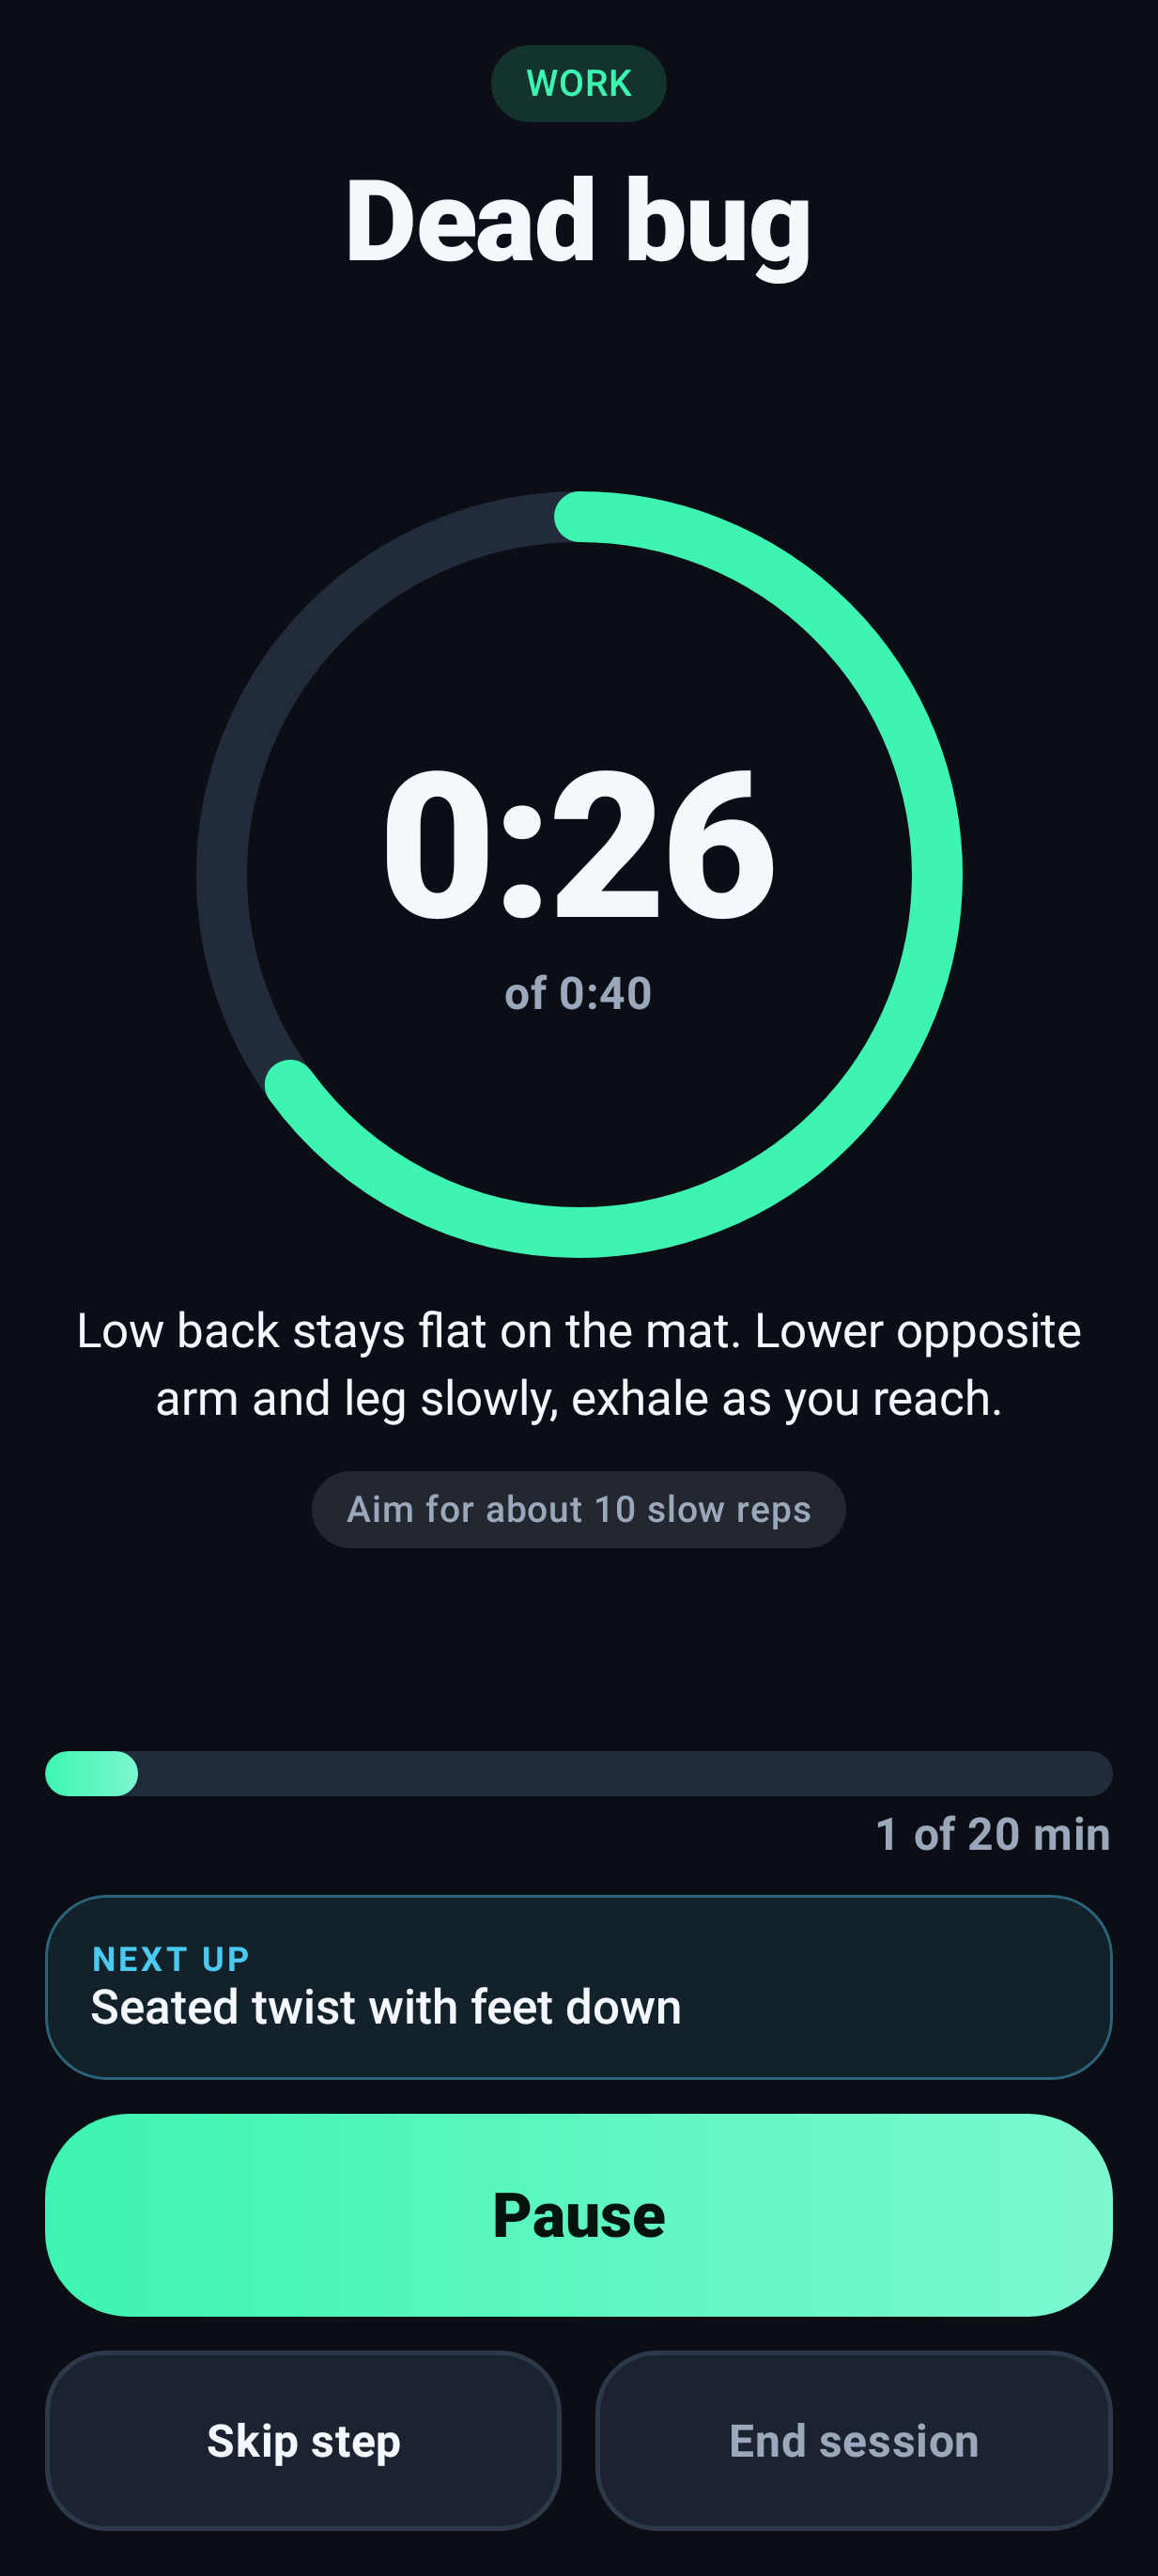 WORK
Dead bug
0:26
of 0:40
Low back stays flat on the mat. Lower opposite
arm and leg slowly, exhale as you reach.
Aim for about 10 slow reps
1 of 20 min
NEXT UP
Seated twist with feet down
Pause
Skip step
End session